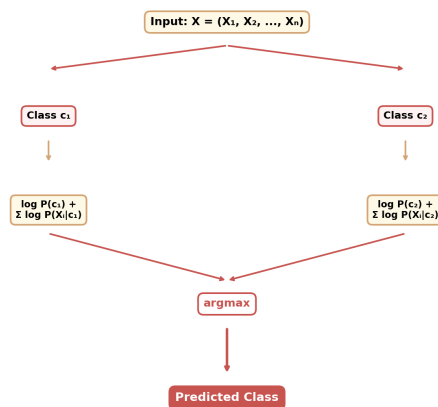 Input: X = (X₁, X₂, ..., Xₙ)
Class c₁
Class c₂
log P(c₁) +
Σ log P(Xᵢ|c₁)
log P(c₂) +
Σ log P(Xᵢ|c₂)
argmax
Predicted Class